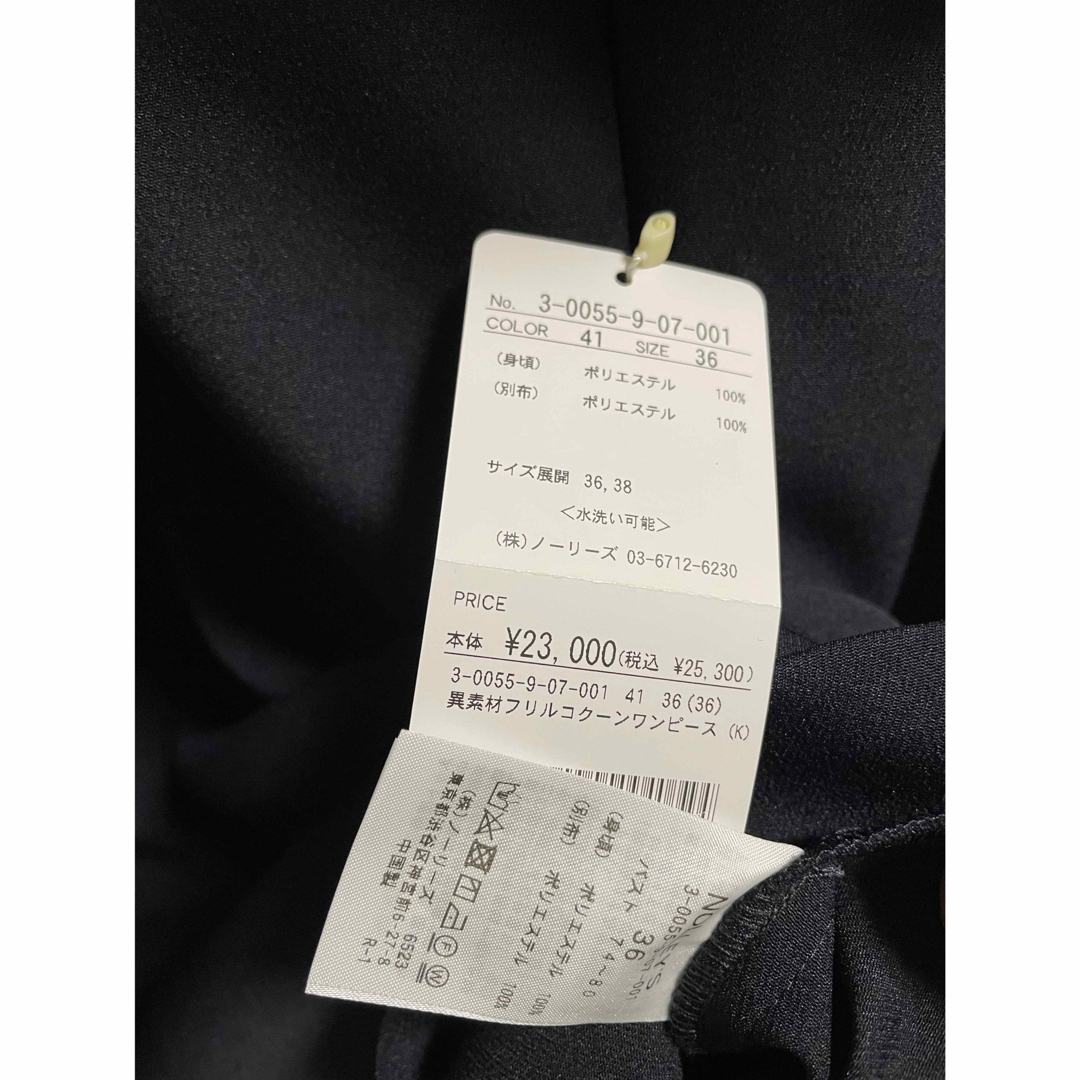 No. 3-0055-9-07-001
COLOR 41 SIZE 36
(身頃) ポリエステル 100%
(別布) ポリエステル 100%
サイズ展開 36,38
<水洗い可能>
(株)ノーリーズ 03-6712-6230
PRICE
本体 ¥23,000(税込 ¥25,300)
3-0055-9-07-001 41 36(36)
異素材フリルコクーンワンピース (K)
36
バスト 74~80
(身頃) ポリエステル 100%
(別布) ポリエステル 100%
(株)ノーリーズ
東京都渋谷区神宮前6-27-8
中国製 6523
R-1